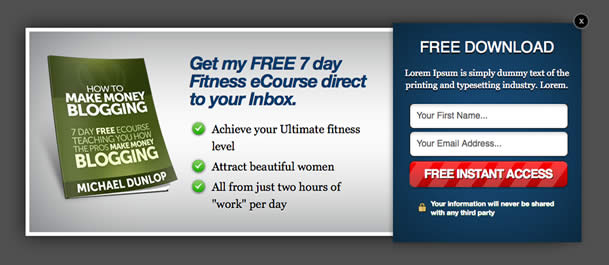 HOW TO
MAKE MONEY
BLOGGING
7 DAY FREE ECOURSE
TEACHING YOU HOW
THE PROS MAKE MONEY
BLOGGING
MICHAEL DUNLOP
Get my FREE 7 day
Fitness eCourse direct
to your Inbox.
Achieve your Ultimate fitness
level
Attract beautiful women
All from just two hours of
"work" per day
x
FREE DOWNLOAD
Lorem Ipsum is simply dummy text of the
printing and typesetting industry. Lorem.
Your First Name...
Your Email Address...
FREE INSTANT ACCESS
Your information will never be shared
with any third party